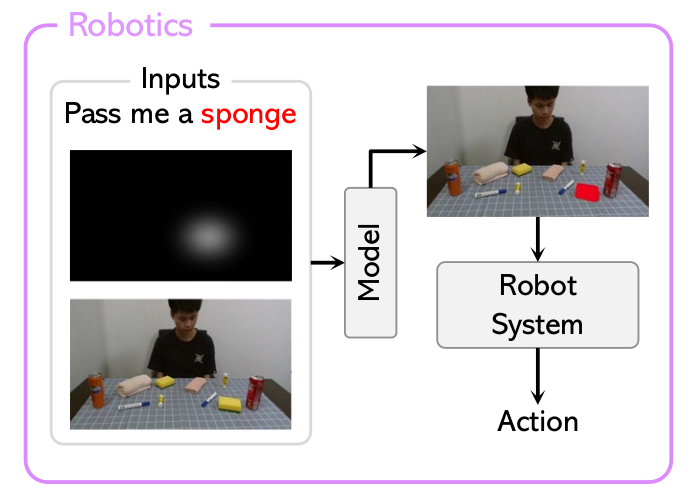 Robotics
Inputs
Pass me a sponge
Model
Robot
System
Action